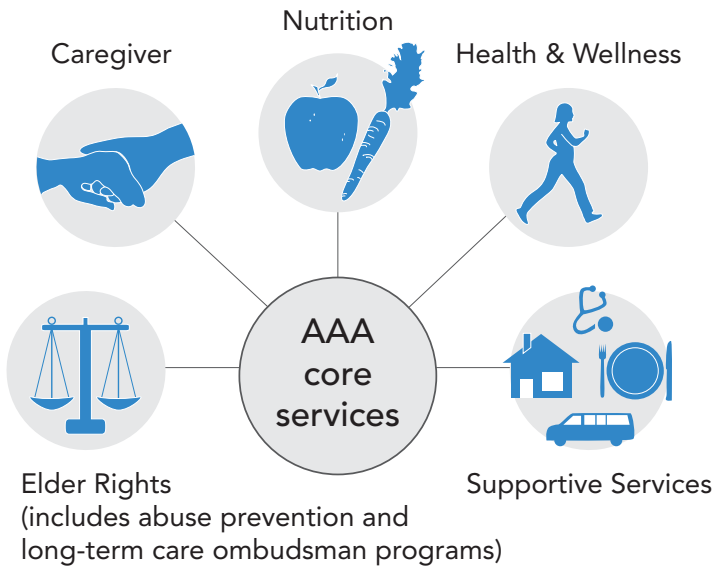 Nutrition
Caregiver
Health & Wellness
AAA
core
services
Elder Rights
(includes abuse prevention and
long-term care ombudsman programs)
Supportive Services